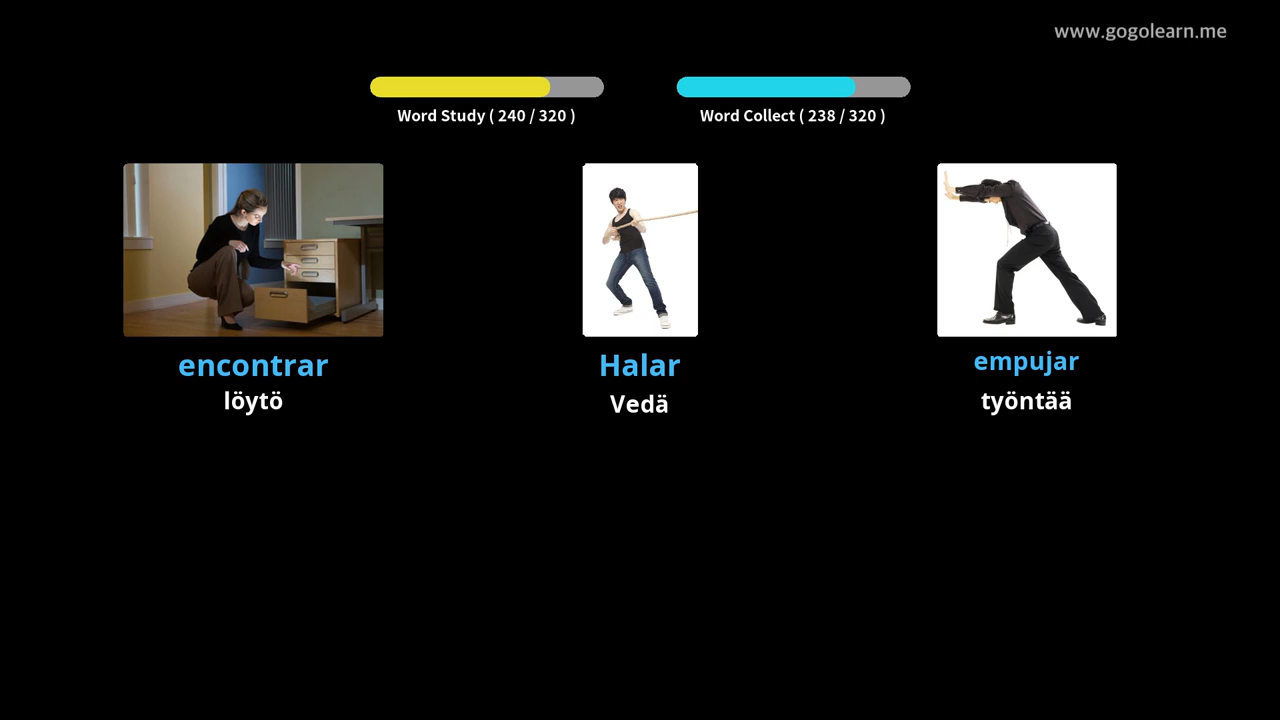 www.gogolearn.me
Word Study ( 240 / 320 )
Word Collect ( 238 / 320 )
encontrar
löytö
Halar
Vedä
empujar
työntää